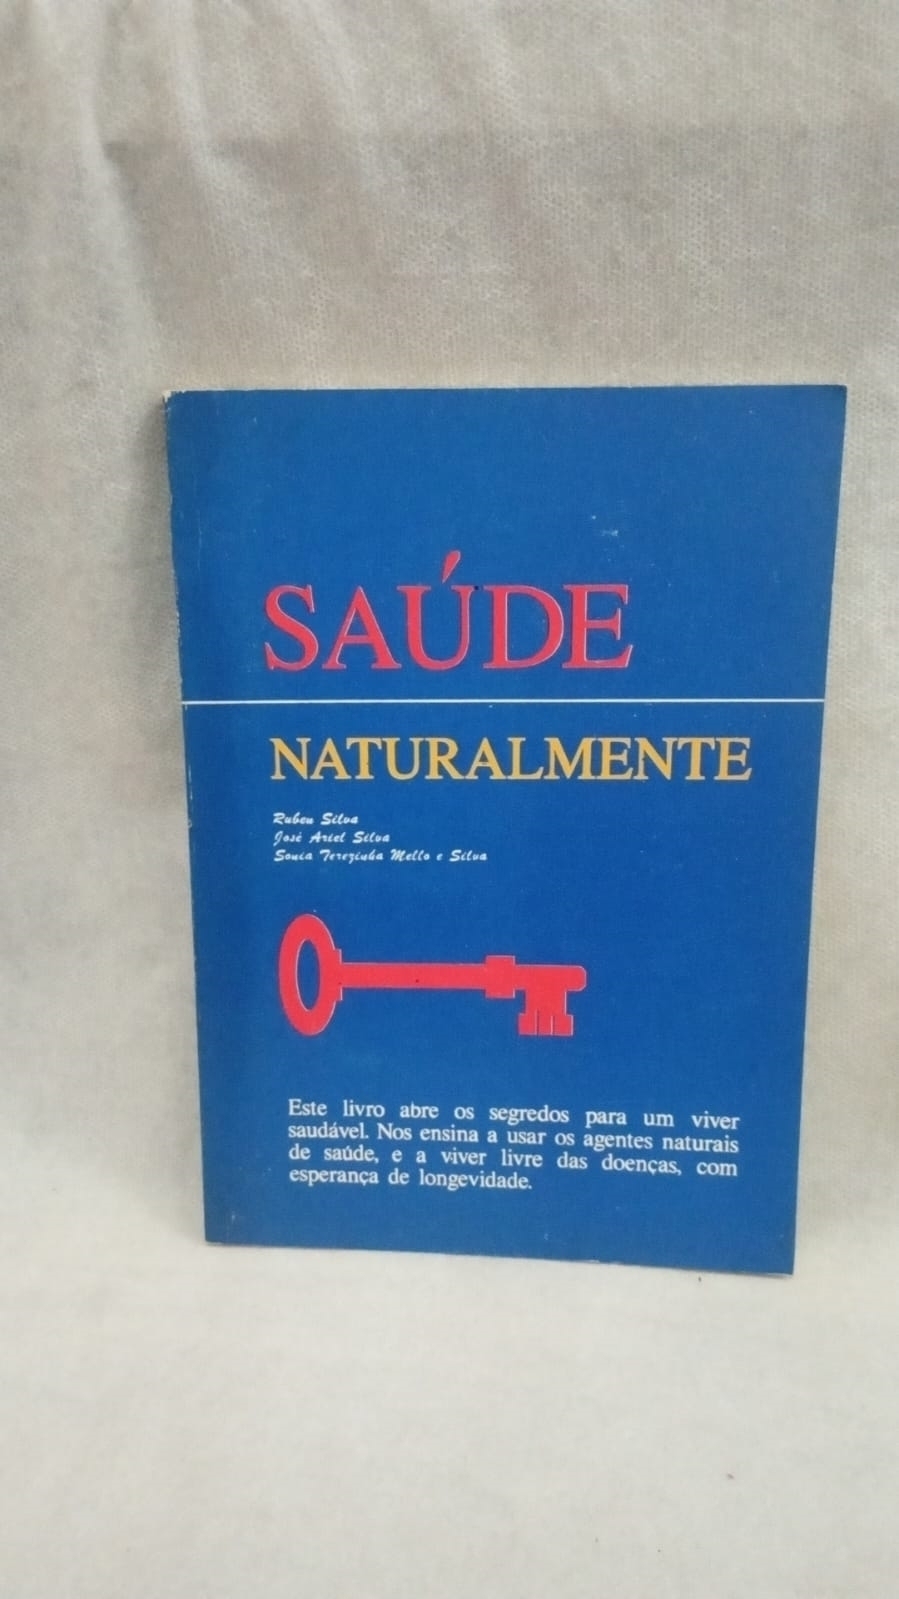 SAÚDE
NATURALMENTE
Ruben Silva
José Ariel Silva
Sonia Terezinha Mello e Silva
Este livro abre os segredos para um viver
saudável. Nos ensina a usar os agentes naturais
de saúde, e a viver livre das doenças, com
esperança de longevidade.